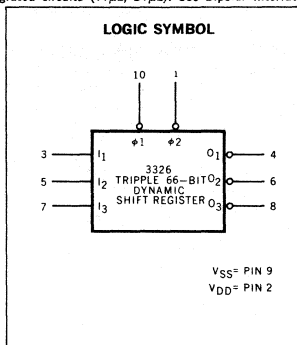 LOGIC SYMBOL
10 1
φ1 φ2
3 I1 O1 4
3326
5 I2 TRIPPLE 66-BIT O2 6
DYNAMIC
7 I3 SHIFT REGISTER O3 8
VSS= PIN 9
VDD= PIN 2